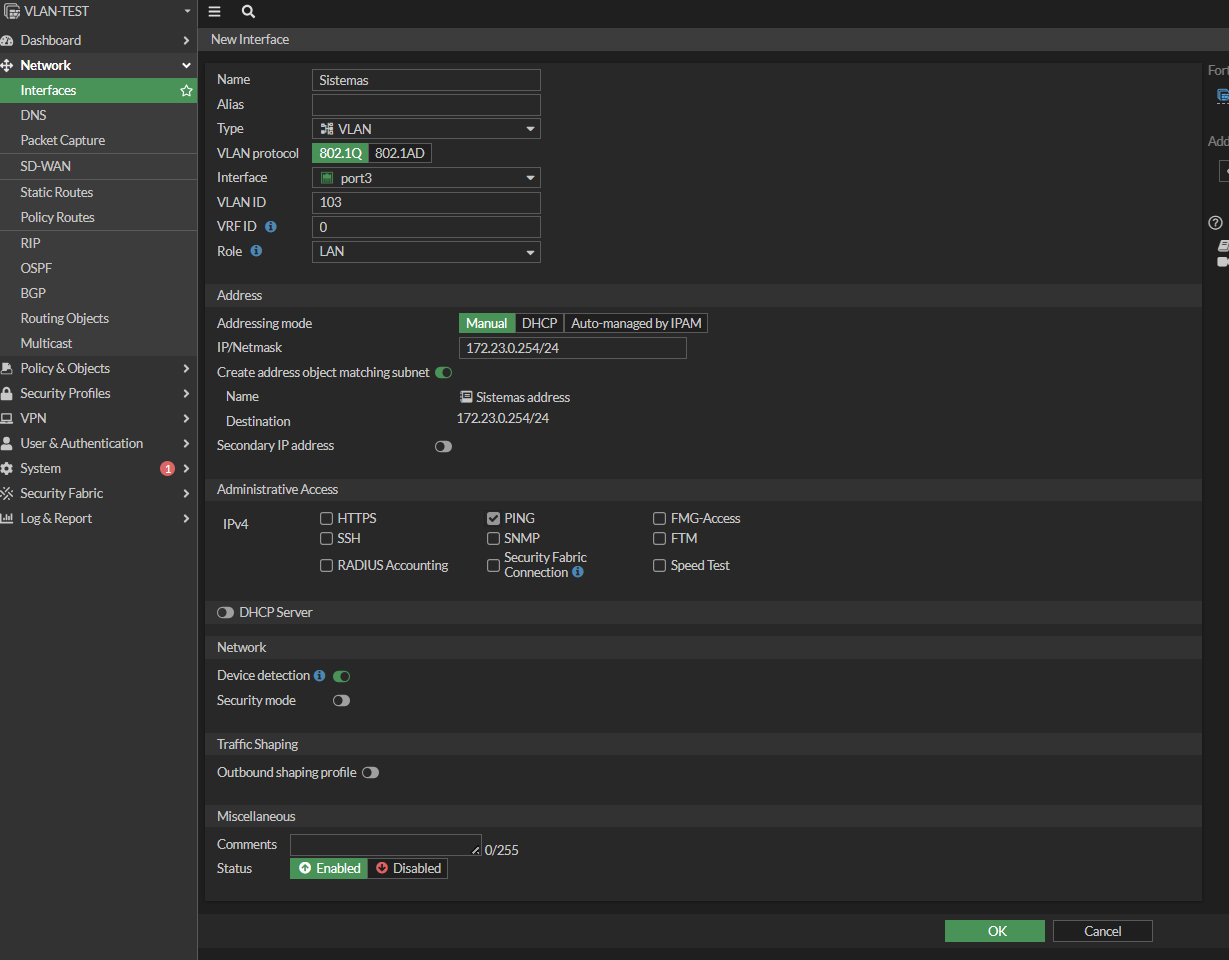 VLAN-TEST
Dashboard
Network
Interfaces
DNS
Packet Capture
SD-WAN
Static Routes
Policy Routes
RIP
OSPF
BGP
Routing Objects
Multicast
Policy & Objects
Security Profiles
VPN
User & Authentication
System 1
Security Fabric
Log & Report
New Interface
Name Sistemas
Alias
Type VLAN
VLAN protocol 802.1Q 802.1AD
Interface port3
VLAN ID 103
VRF ID 0
Role LAN
Address
Addressing mode Manual DHCP Auto-managed by IPAM
IP/Netmask 172.23.0.254/24
Create address object matching subnet
Name Sistemas address
Destination 172.23.0.254/24
Secondary IP address
Administrative Access
IPv4
HTTPS PING FMG-Access
SSH SNMP FTM
RADIUS Accounting Security Fabric Connection Speed Test
DHCP Server
Network
Device detection
Security mode
Traffic Shaping
Outbound shaping profile
Miscellaneous
Comments 0/255
Status Enabled Disabled
OK Cancel
Fort
Add